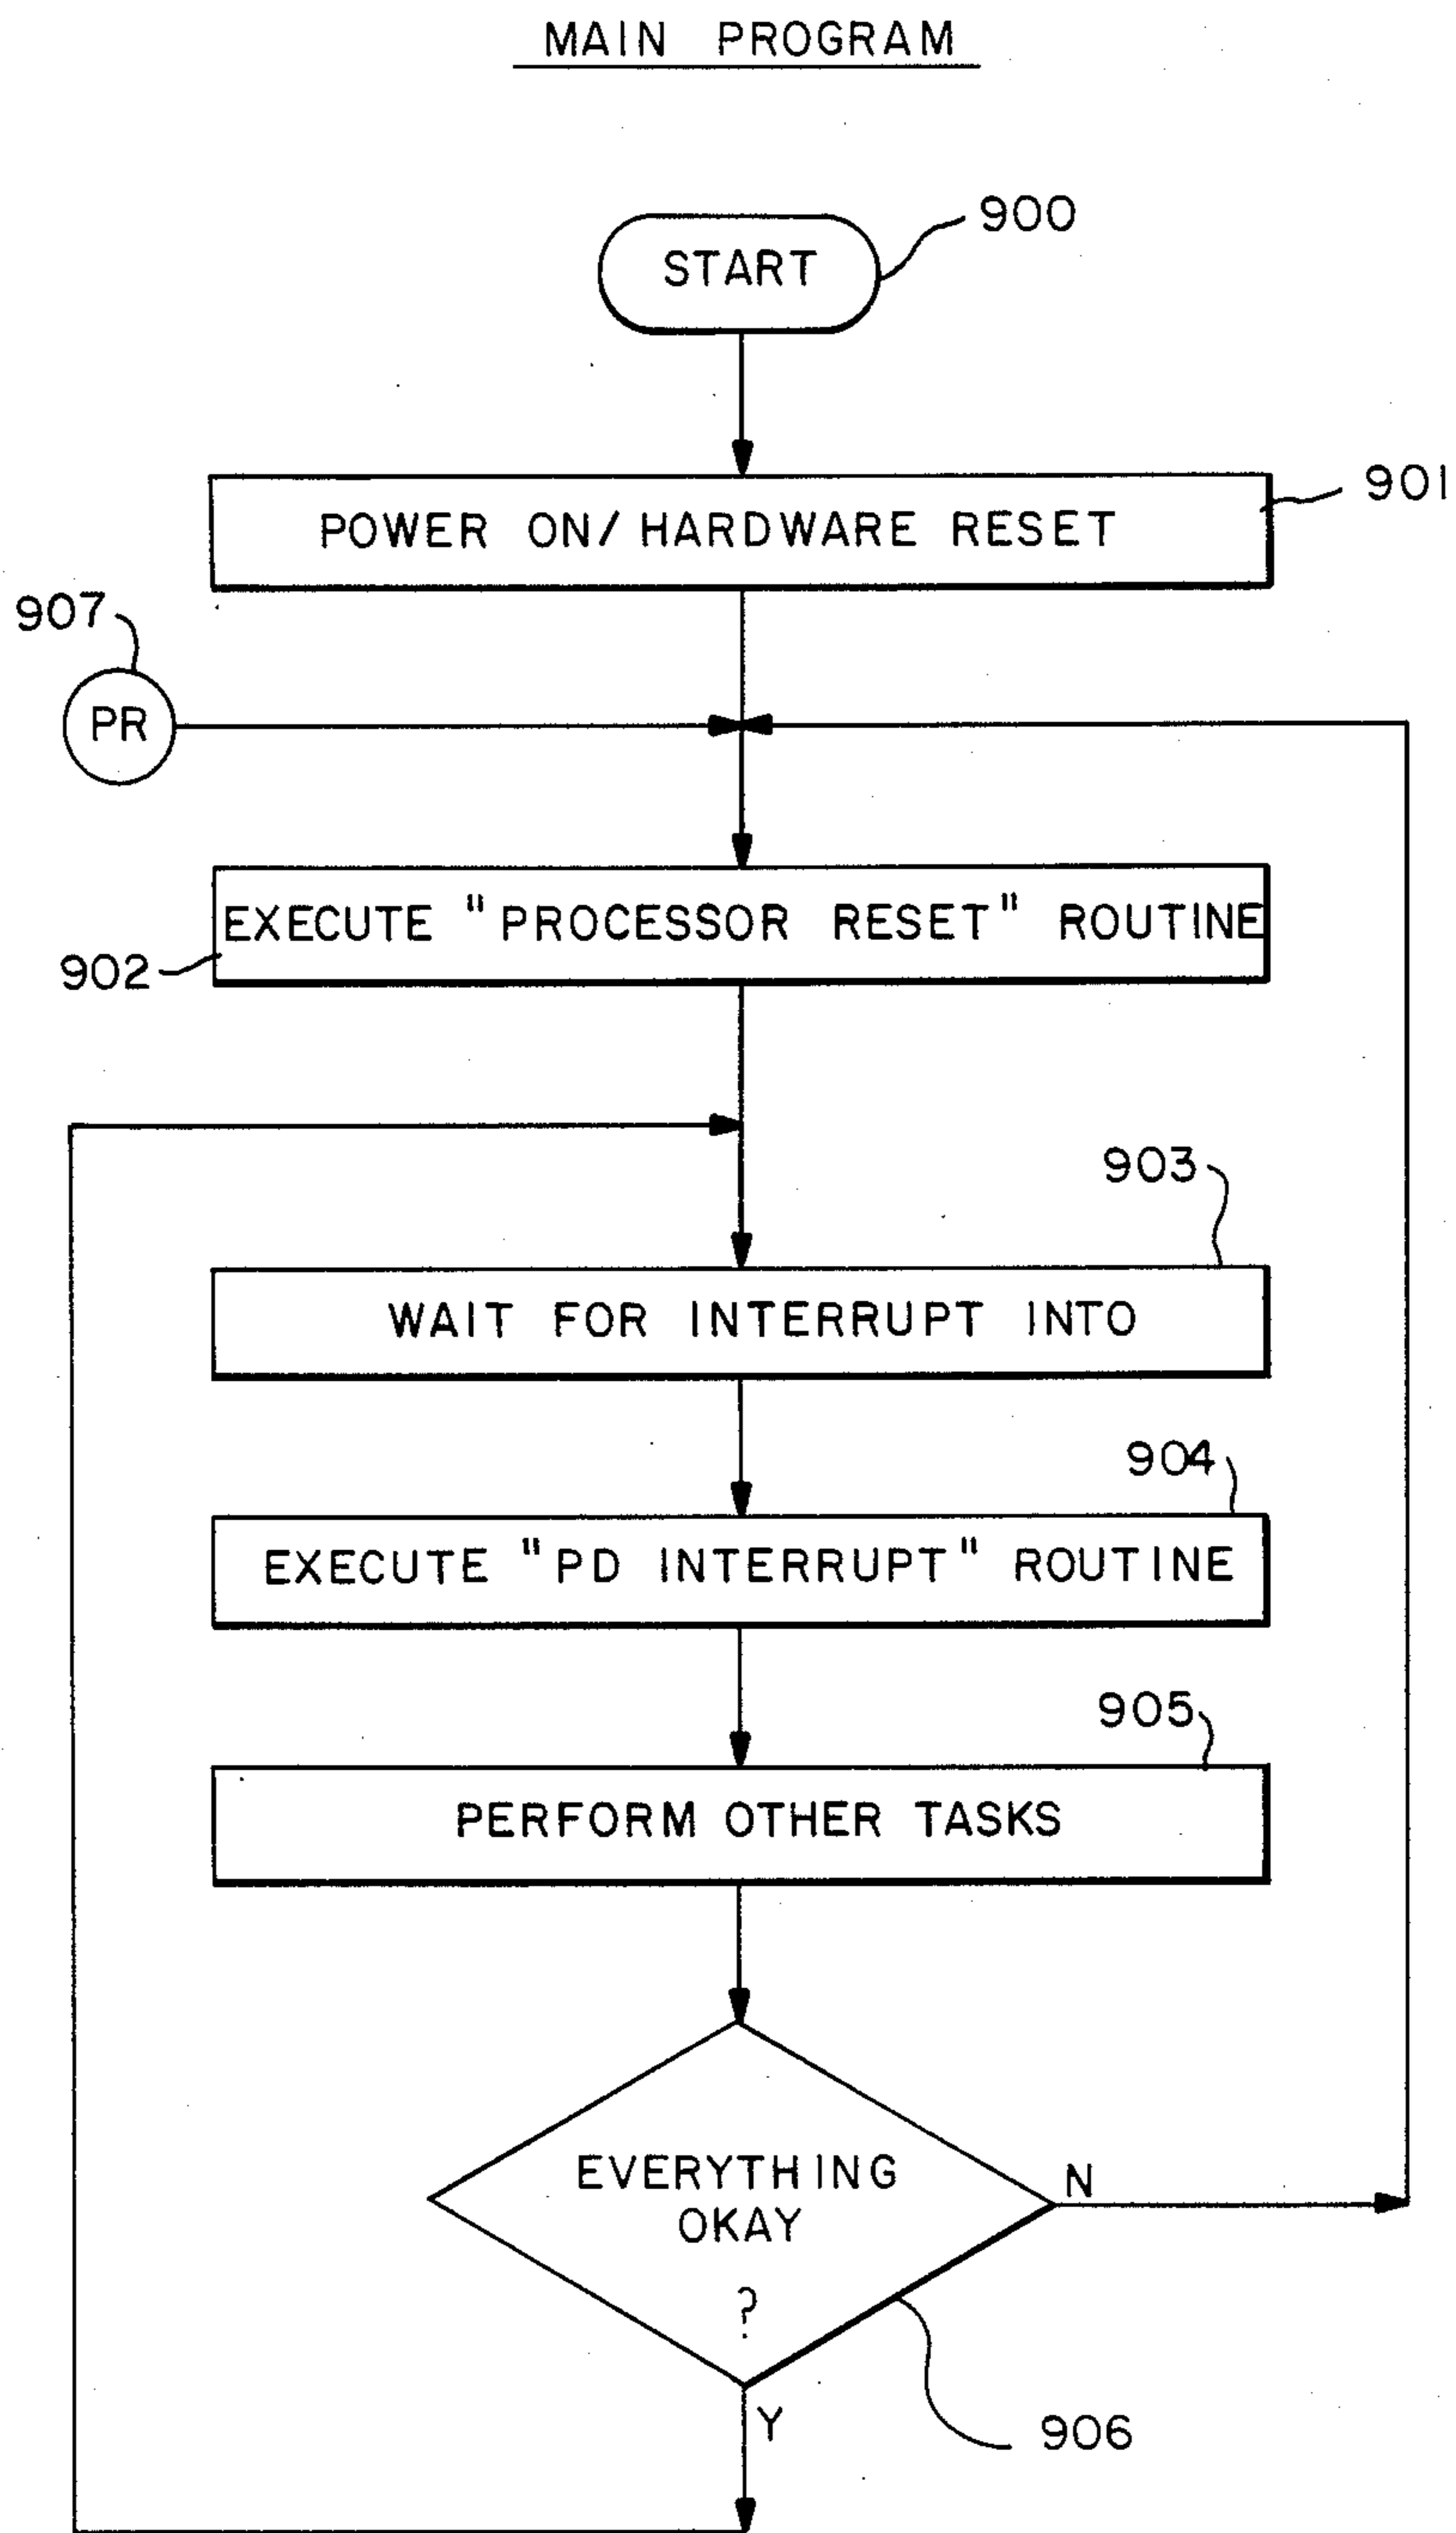 MAIN PROGRAM
START
900
POWER ON/HARDWARE RESET
901
907
PR
EXECUTE "PROCESSOR RESET" ROUTINE
902
903
WAIT FOR INTERRUPT INTO
904
EXECUTE "PD INTERRUPT" ROUTINE
905
PERFORM OTHER TASKS
EVERYTHING
OKAY
?
N
Y
906